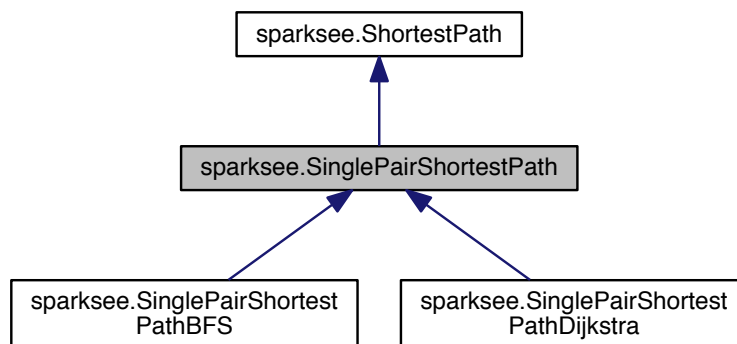 sparksee.ShortestPath
sparksee.SinglePairShortestPath
sparksee.SinglePairShortest
PathBFS
sparksee.SinglePairShortest
PathDijkstra